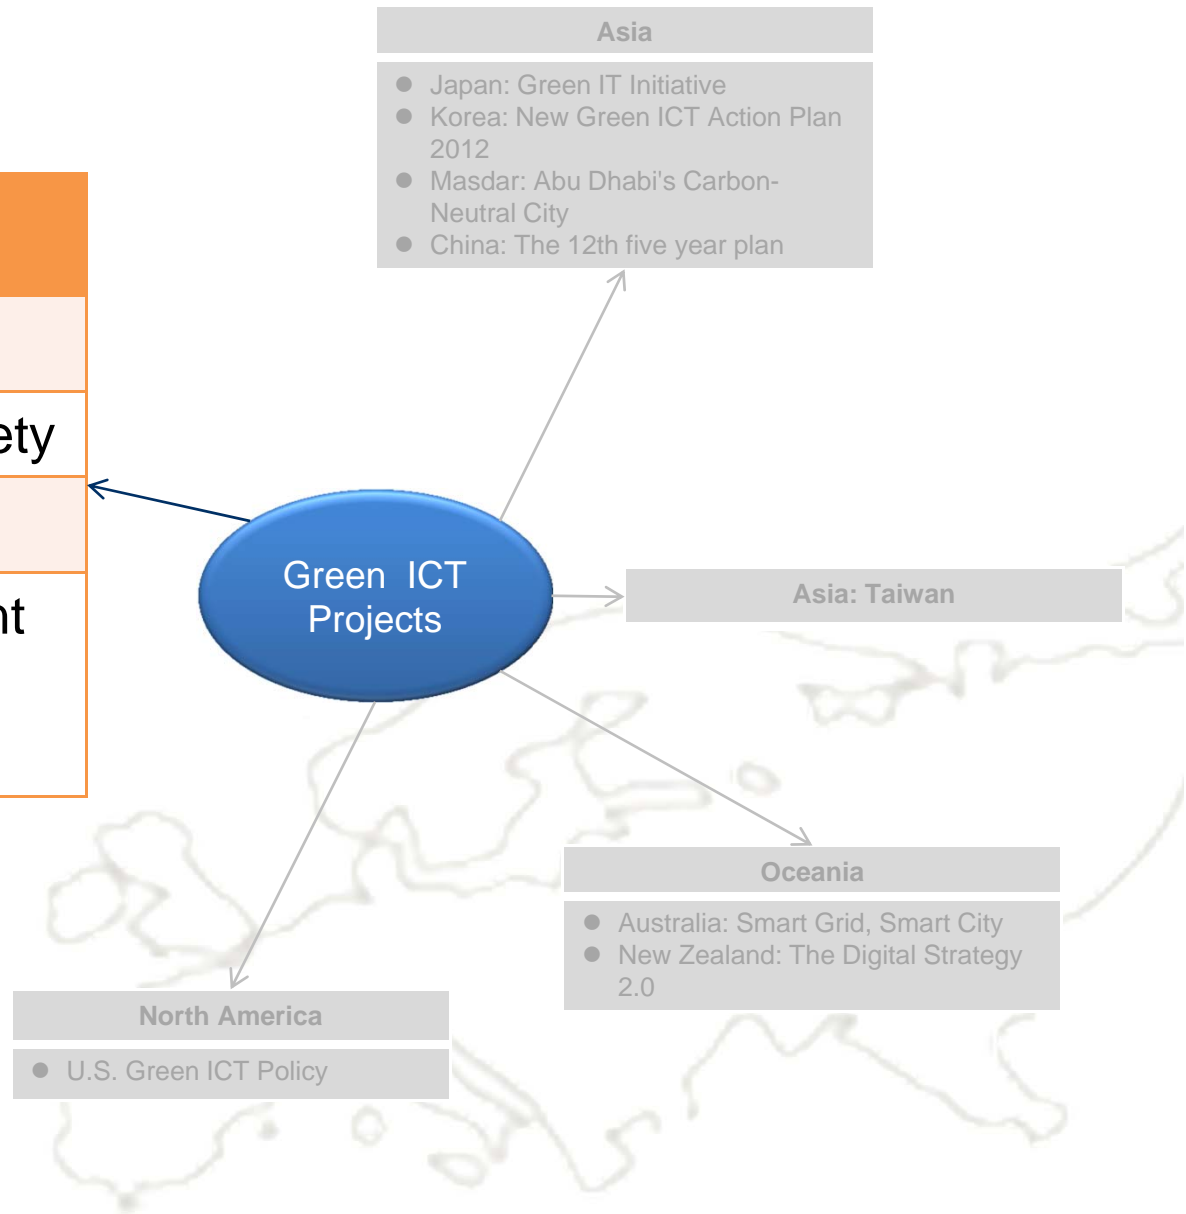 Asia
Japan: Green IT Initiative
Korea: New Green ICT Action Plan
2012
Masdar: Abu Dhabi's Carbon-
Neutral City
China: The 12th five year plan
ety
nt
Green ICT
Projects
Asia: Taiwan
Oceania
Australia: Smart Grid, Smart City
New Zealand: The Digital Strategy
2.0
North America
U.S. Green ICT Policy